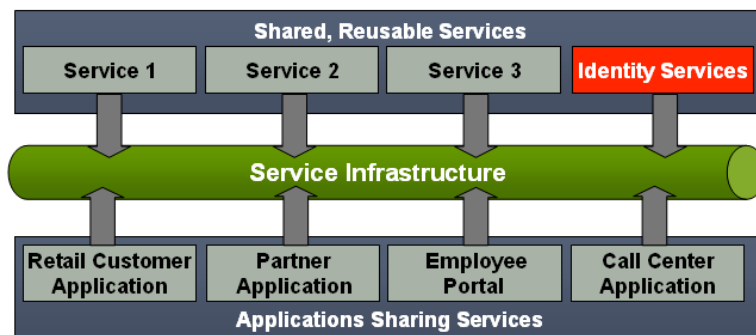 Shared, Reusable Services
Service 1
Service 2
Service 3
Identity Services
Service Infrastructure
Retail Customer
Application
Partner
Application
Employee
Portal
Call Center
Application
Applications Sharing Services